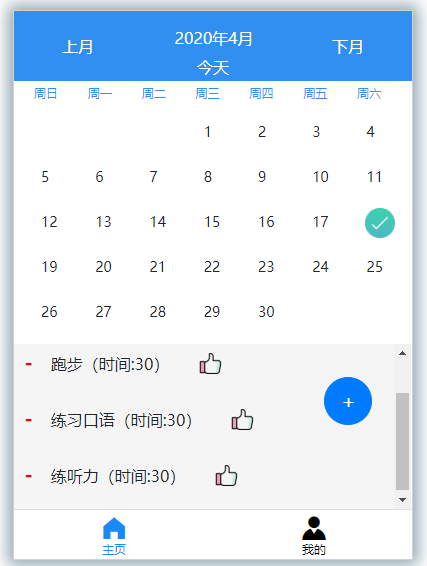 上月 2020年4月 下月
今天
周日 周一 周二 周三 周四 周五 周六
1 2 3 4
5 6 7 8 9 10 11
12 13 14 15 16 17
19 20 21 22 23 24 25
26 27 28 29 30
- 跑步（时间:30）
+
- 练习口语（时间:30）
- 练听力（时间:30）
主页 我的